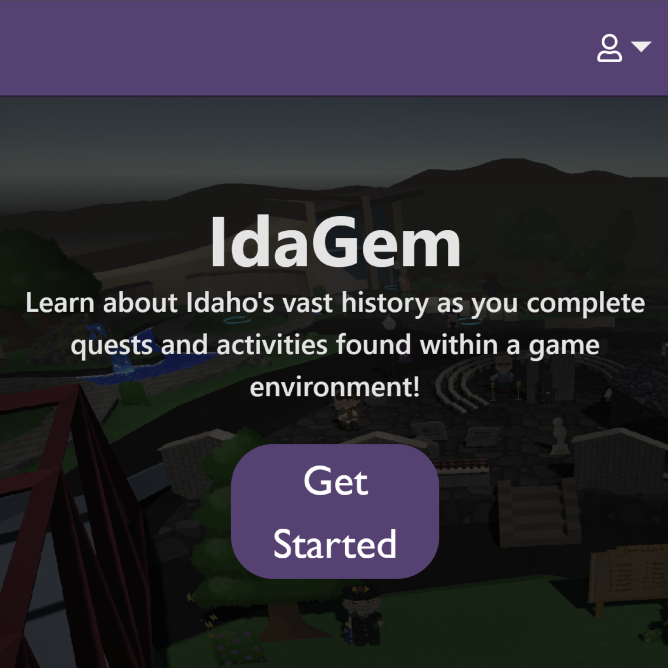 IdaGem
Learn about Idaho's vast history as you complete
quests and activities found within a game
environment!
Get
Started